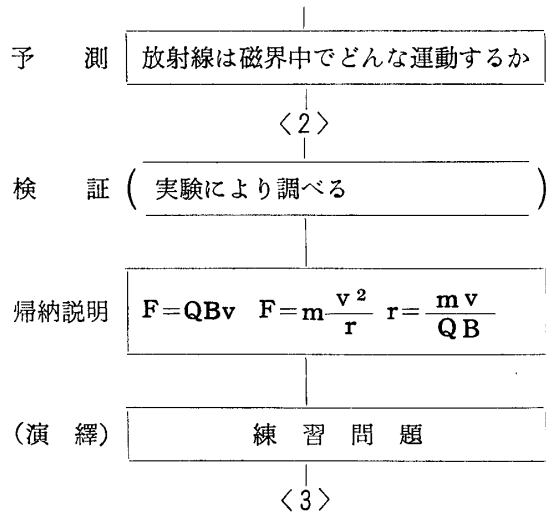 予測 放射線は磁界中でどんな運動するか
〈2〉
検証 (実験により調べる)
帰納説明 F=QBv F=m v²/r r=mv/QB
(演繹) 練習問題
〈3〉